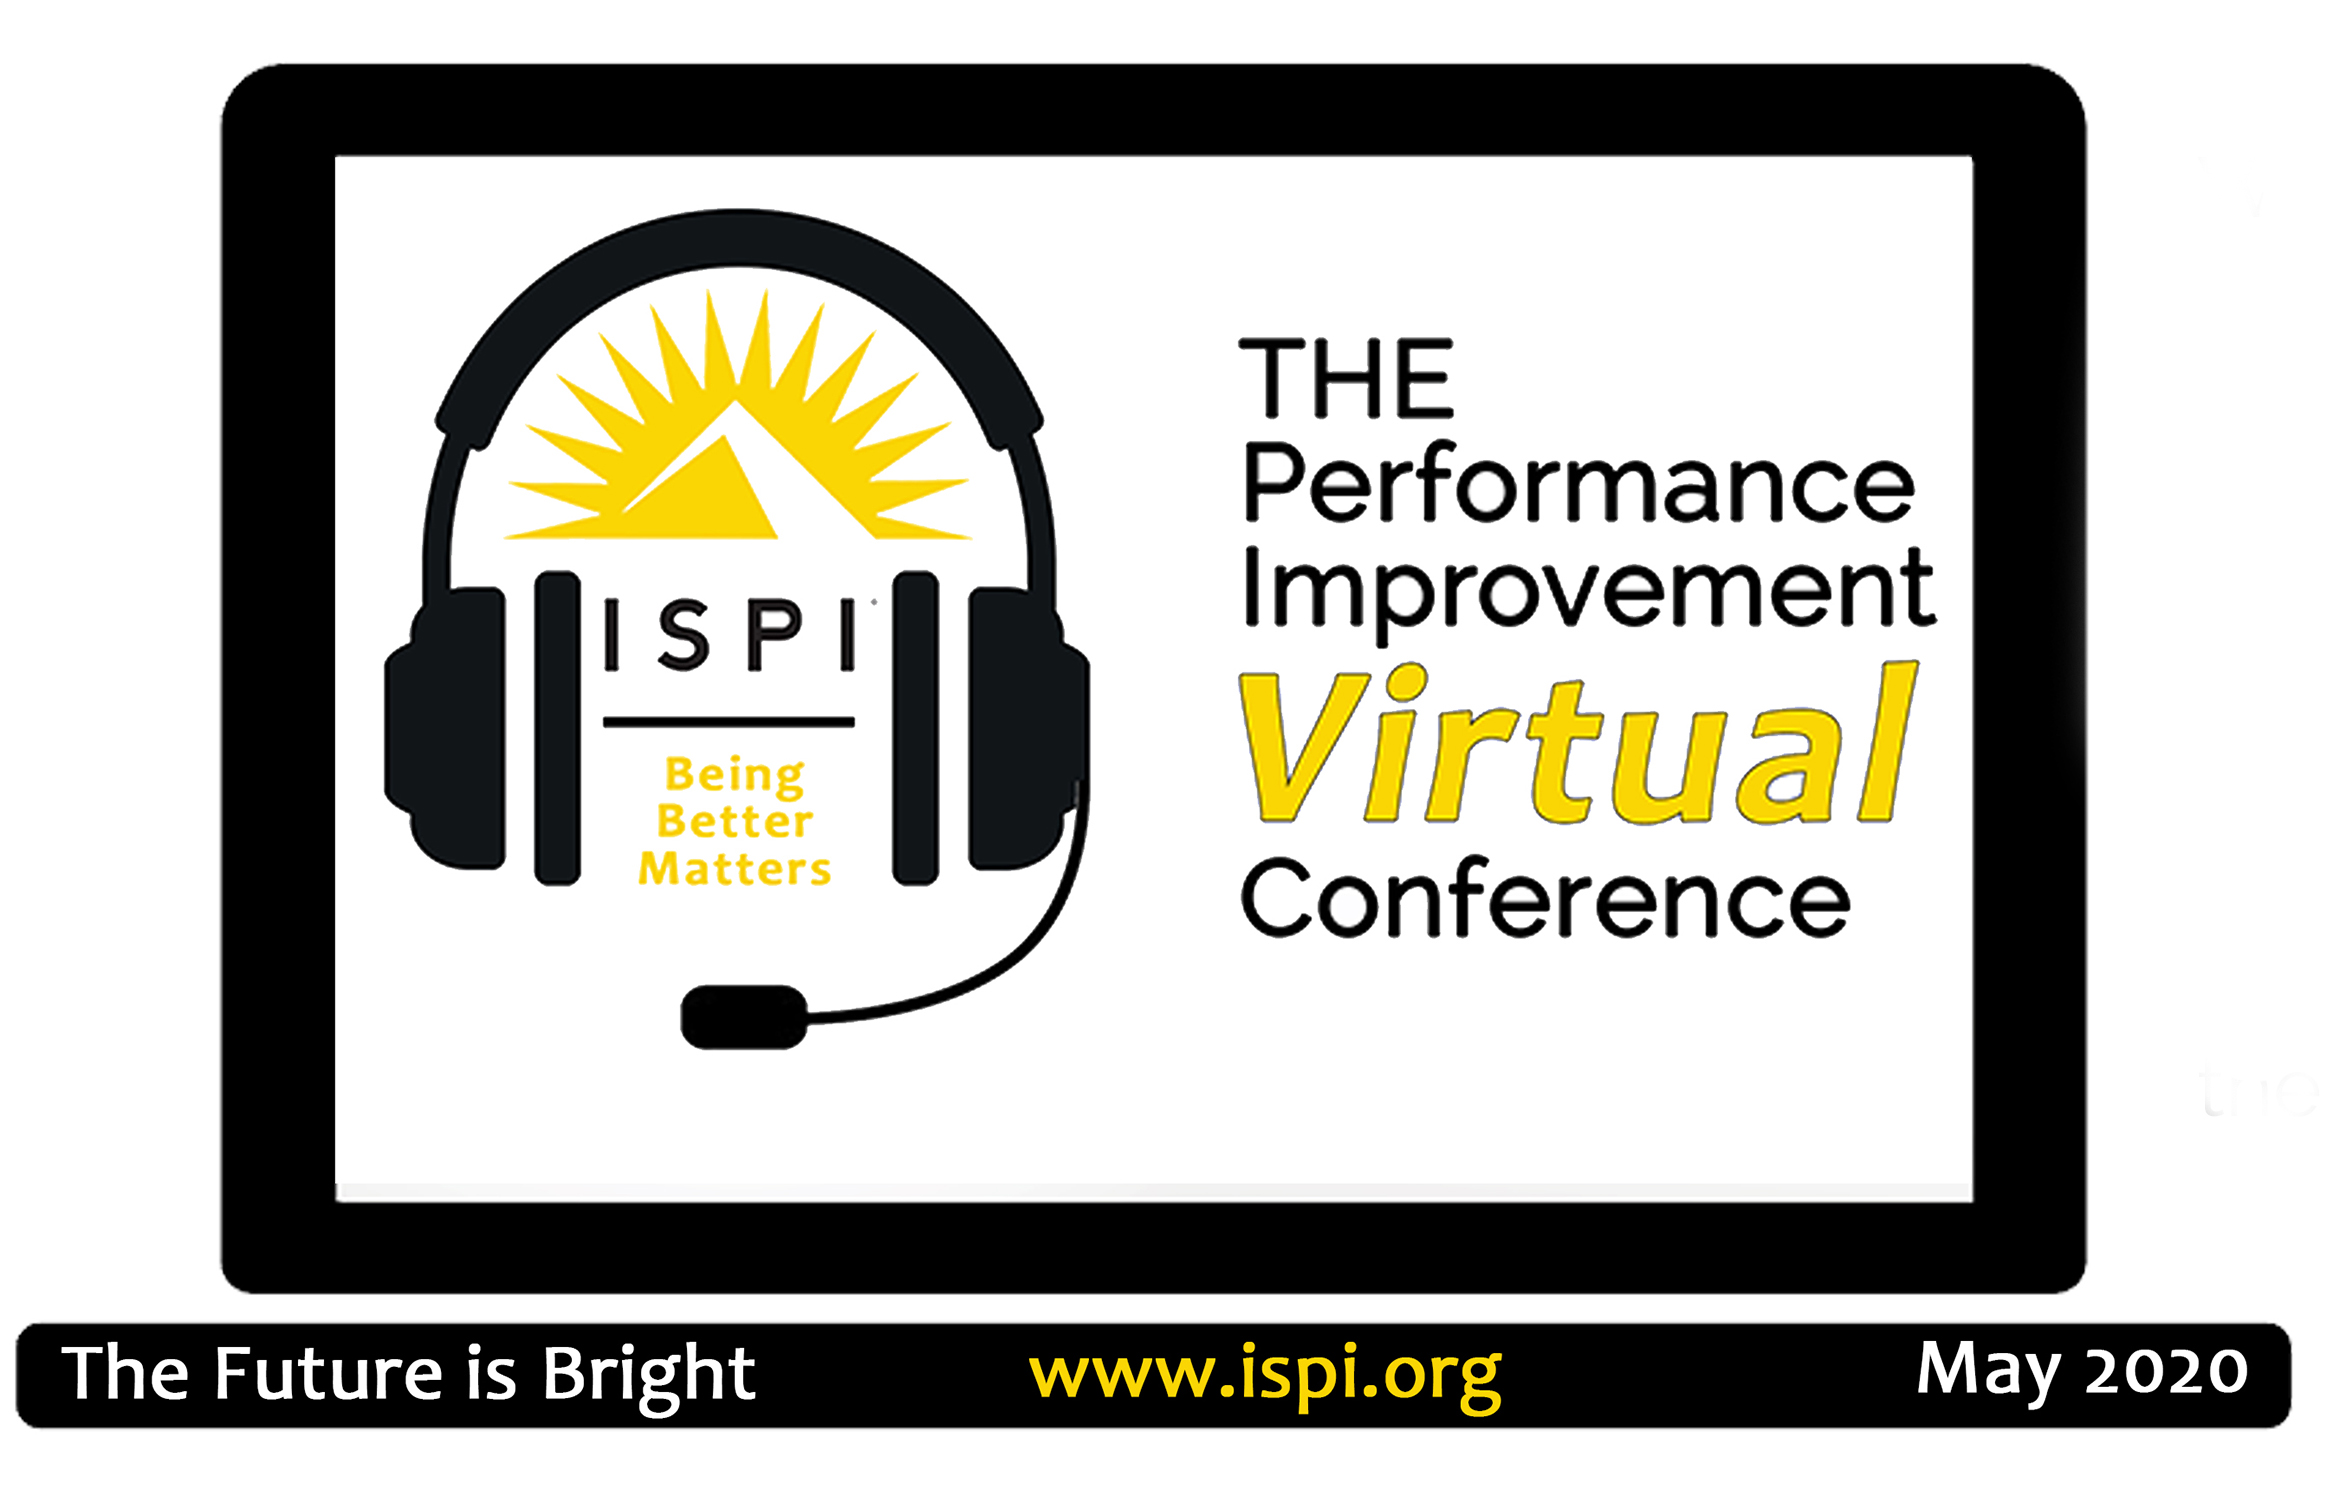 ISPI
Being
Better
Matters
THE
Performance
Improvement
Virtual
Conference
The Future is Bright
www.ispi.org
May 2020